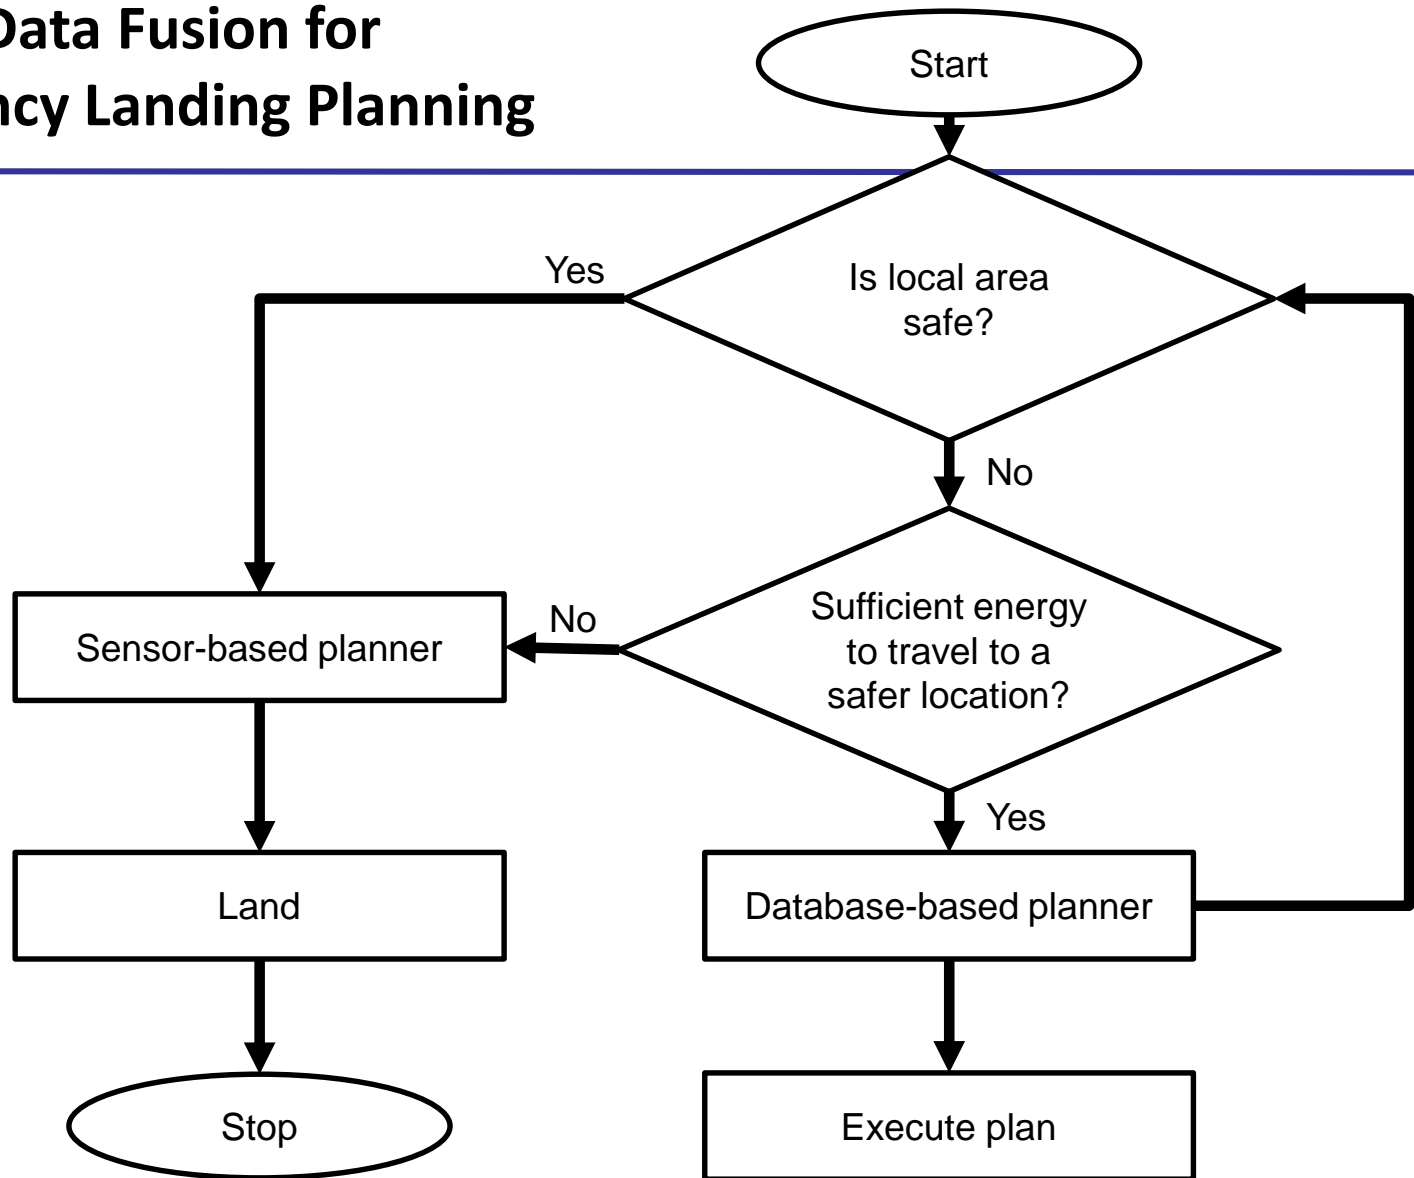 Data Fusion for
ncy Landing Planning
Start
Is local area
safe?
Yes
No
Sufficient energy
to travel to a
safer location?
No
Sensor-based planner
Yes
Land
Database-based planner
Stop
Execute plan